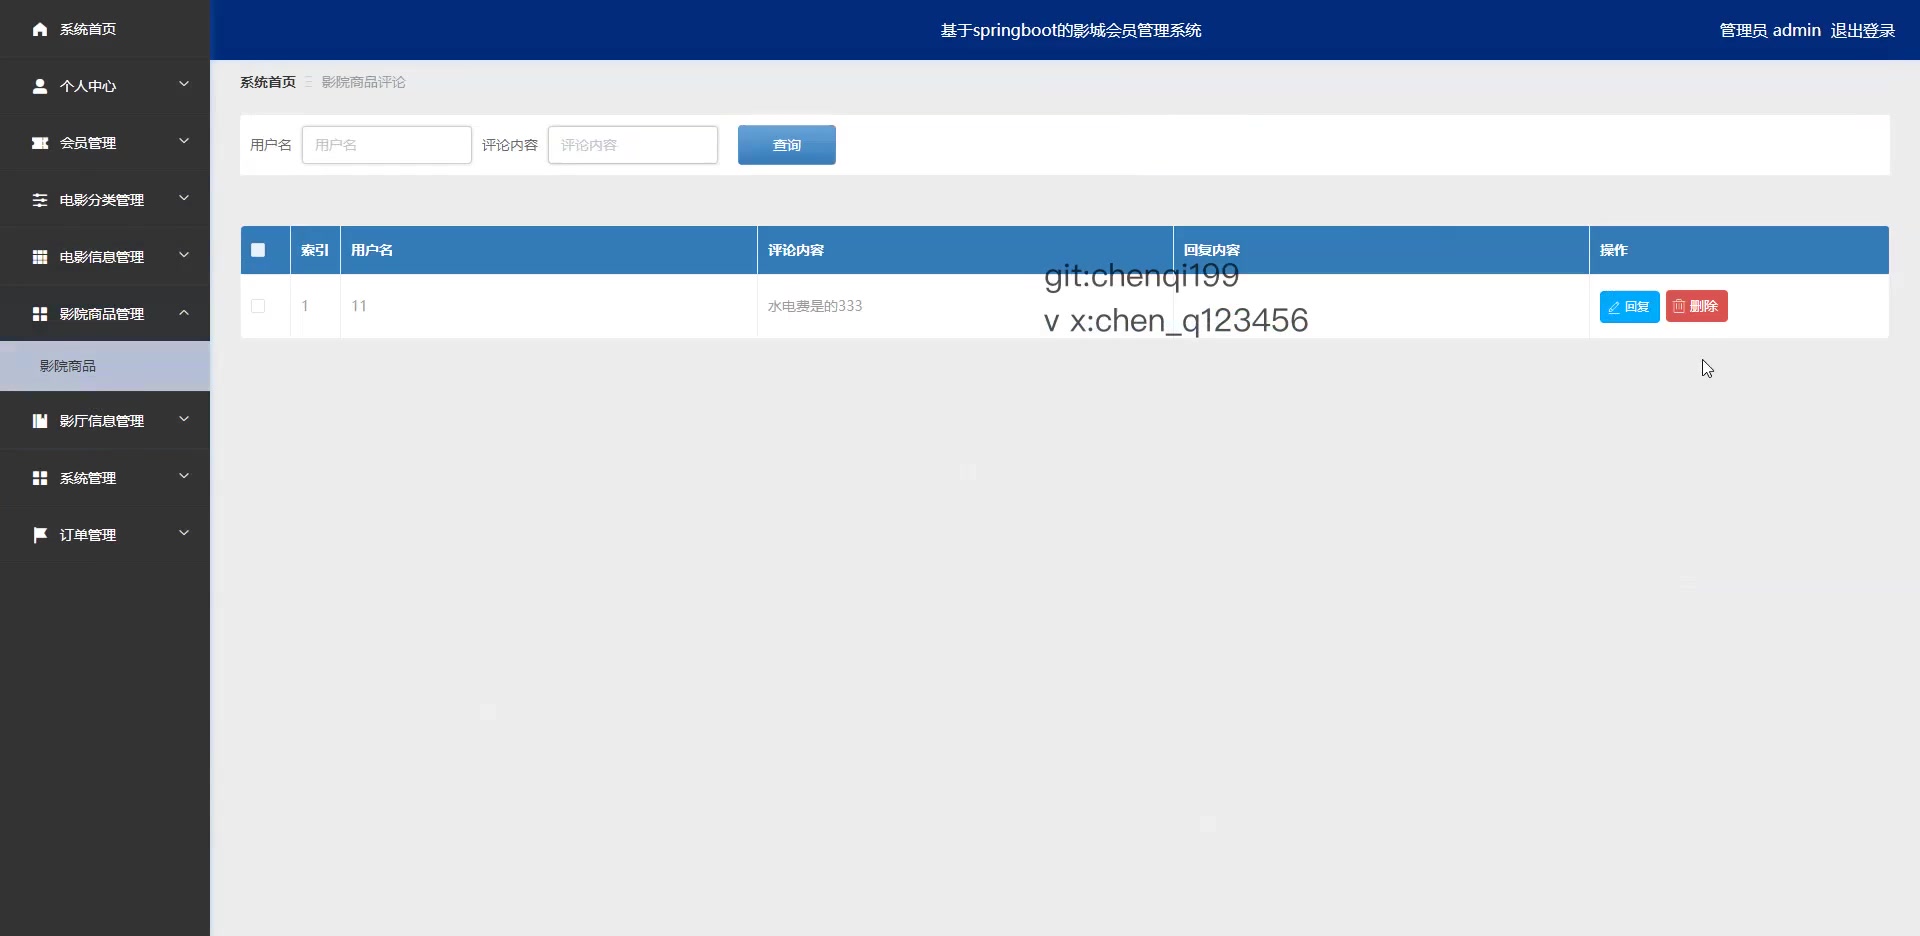 系统首页
个人中心
会员管理
电影分类管理
电影信息管理
影院商品管理
影院商品
影厅信息管理
系统管理
订单管理
基于springboot的影城会员管理系统
管理员 admin 退出登录
系统首页 影院商品评论
用户名 用户名 评论内容 评论内容 查询
索引 用户名 评论内容 回复内容 操作
1 11 水电费是的333 回复 删除
git:chenqi199
v x:chen_q123456